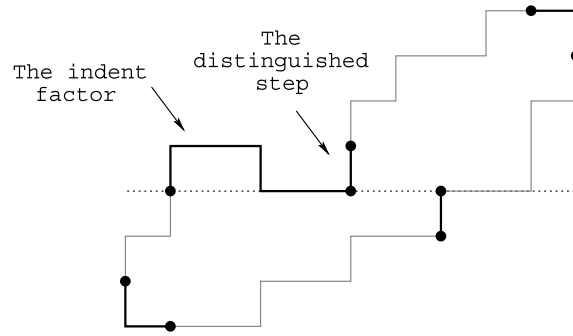 The indent
factor
The
distinguished
step